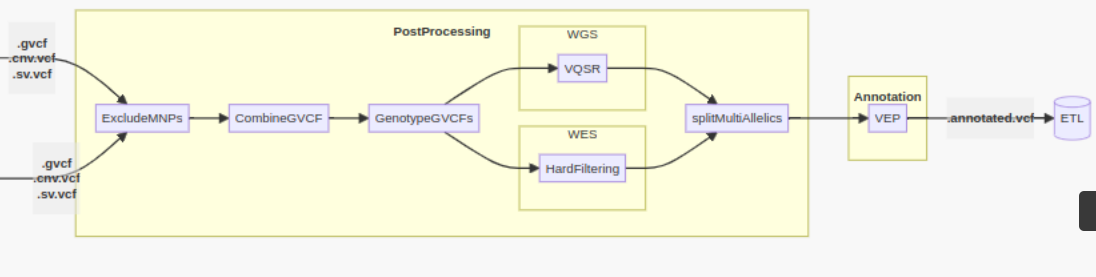 .gvcf
.cnv.vcf
.sv.vcf
.gvcf
.cnv.vcf
.sv.vcf
PostProcessing
ExcludeMNPs
CombineGVCF
GenotypeGVCFs
WGS
VQSR
WES
HardFiltering
splitMultiAllelics
Annotation
VEP
.annotated.vcf
ETL